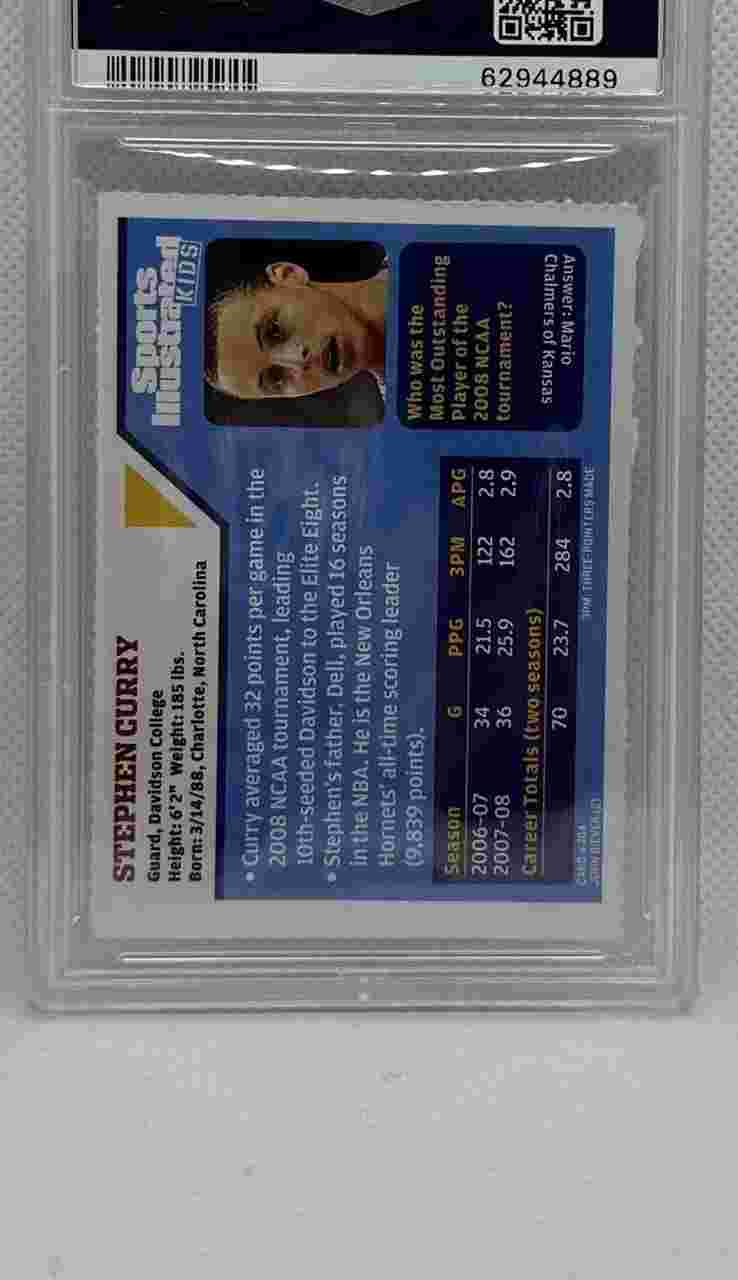 62944889
STEPHEN CURRY
Guard, Davidson College
Height: 6'2" Weight: 185 lbs.
Born: 3/14/88, Charlotte, North Carolina
Sports
Illustrated
KIDS
• Curry averaged 32 points per game in the
2008 NCAA tournament, leading
10th-seeded Davidson to the Elite Eight.
• Stephen's father, Dell, played 16 seasons
in the NBA. He is the New Orleans
Hornets' all-time scoring leader
(9,839 points).
Season G PPG 3PM APG
2006-07 34 21.5 122 2.8
2007-08 36 25.9 162 2.9
Career Totals (two seasons)
70 23.7 284 2.8
3PM: THREE-POINTERS MADE
CARD #304
JOHN BIEVER/SI
Who was the
Most Outstanding
Player of the
2008 NCAA
tournament?
Answer: Mario
Chalmers of Kansas